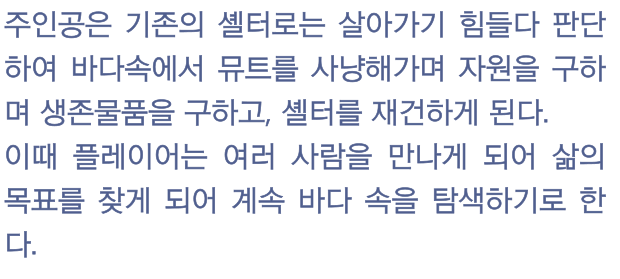 주인공은 기존의 셸터로는 살아가기 힘들다 판단
하여 바다속에서 뮤트를 사냥해가며 자원을 구하
며 생존물품을 구하고, 셸터를 재건하게 된다.
이때 플레이어는 여러 사람을 만나게 되어 삶의
목표를 찾게 되어 계속 바다 속을 탐색하기로 한
다.